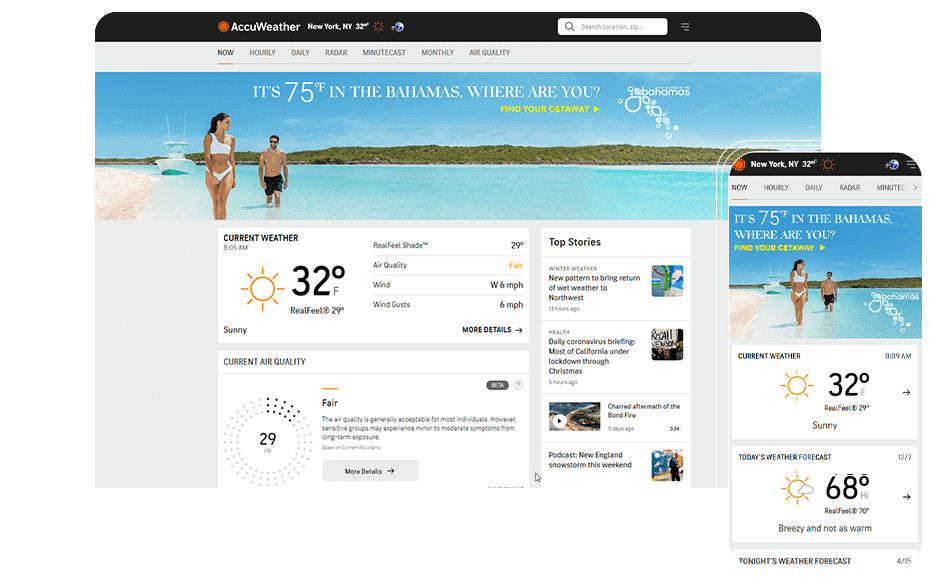 AccuWeather New York, NY 32°F
Search location, zip...
NOW HOURLY DAILY RADAR MINUTECAST MONTHLY AIR QUALITY
IT'S 75°F IN THE BAHAMAS, WHERE ARE YOU?
FIND YOUR GETAWAY ▶
bahamas
CURRENT WEATHER
8:05 AM
32°F
RealFeel® 29°
Sunny
RealFeel Shade™ 29°
Air Quality Fair
Wind W 6 mph
Wind Gusts 6 mph
MORE DETAILS →
CURRENT AIR QUALITY
BETA ?
29
AQI
Fair
The air quality is generally acceptable for most individuals. However,
sensitive groups may experience minor to moderate symptoms from
long-term exposure.
Based on Current Pollutants
More Details →
Top Stories
WINTER WEATHER
New pattern to bring return
of wet weather to
Northwest
13 hours ago
HEALTH
Daily coronavirus briefing:
Most of California under
lockdown through
Christmas
5 hours ago
Charred aftermath of the
Bond Fire
3 days ago 0:24
Podcast: New England
snowstorm this weekend
New York, NY 32°F
NOW HOURLY DAILY RADAR MINUTEC
IT'S 75°F IN THE BAHAMAS,
WHERE ARE YOU?
FIND YOUR GETAWAY ▶
bahamas
CURRENT WEATHER 8:09 AM
32°F
RealFeel® 29°
Sunny
TODAY'S WEATHER FORECAST 12/7
68°Hi
RealFeel® 70°
Breezy and not as warm
TONIGHT'S WEATHER FORECAST 4/15